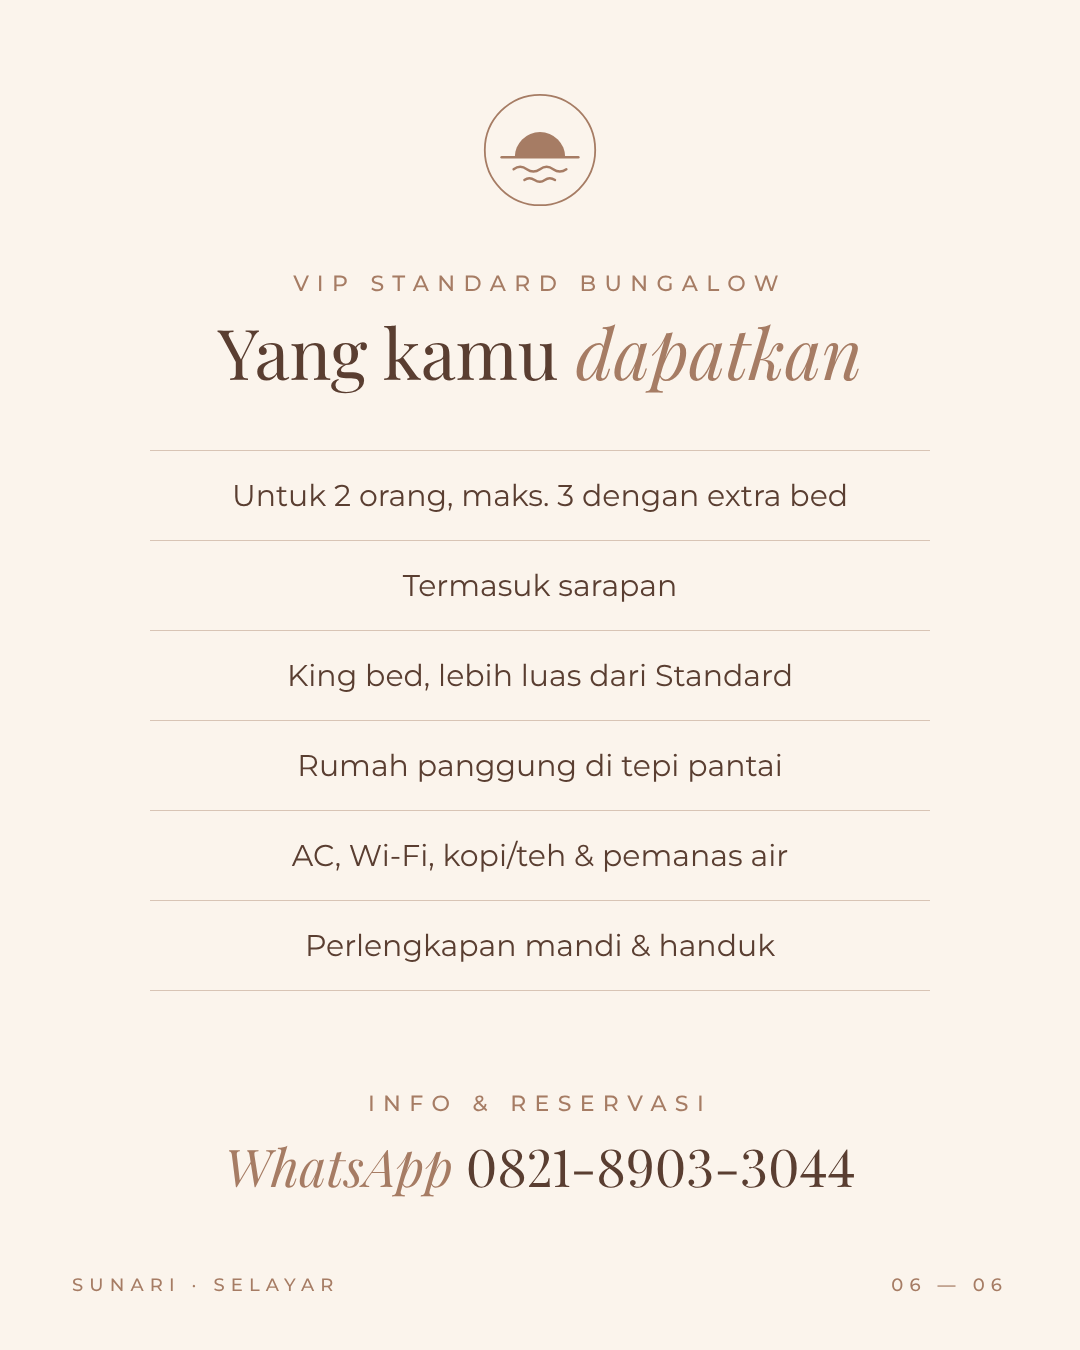 VIP STANDARD BUNGALOW
Yang kamu dapatkan
Untuk 2 orang, maks. 3 dengan extra bed
Termasuk sarapan
King bed, lebih luas dari Standard
Rumah panggung di tepi pantai
AC, Wi-Fi, kopi/teh & pemanas air
Perlengkapan mandi & handuk
INFO & RESERVASI
WhatsApp 0821-8903-3044
SUNARI · SELAYAR
06 — 06